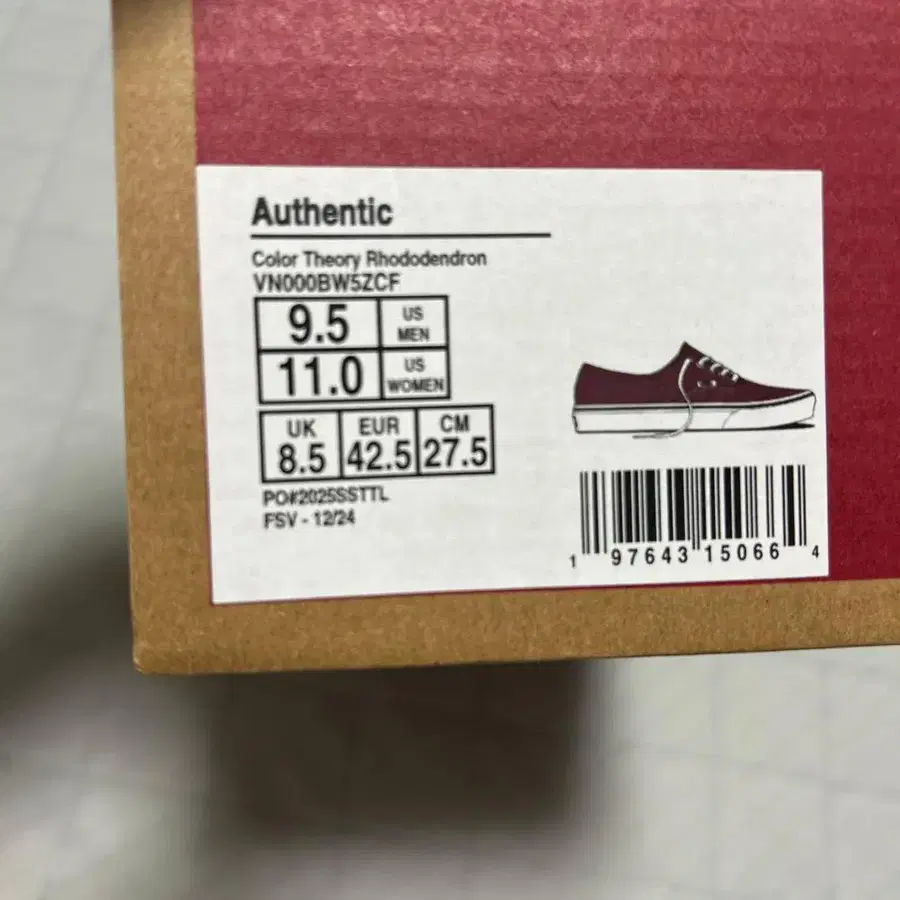 Authentic
Color Theory Rhododendron
VN000BW5ZCF
9.5 US MEN
11.0 US WOMEN
UK EUR CM
8.5 42.5 27.5
PO#2025SSTTL
FSV - 12/24
1 97643 15066 4